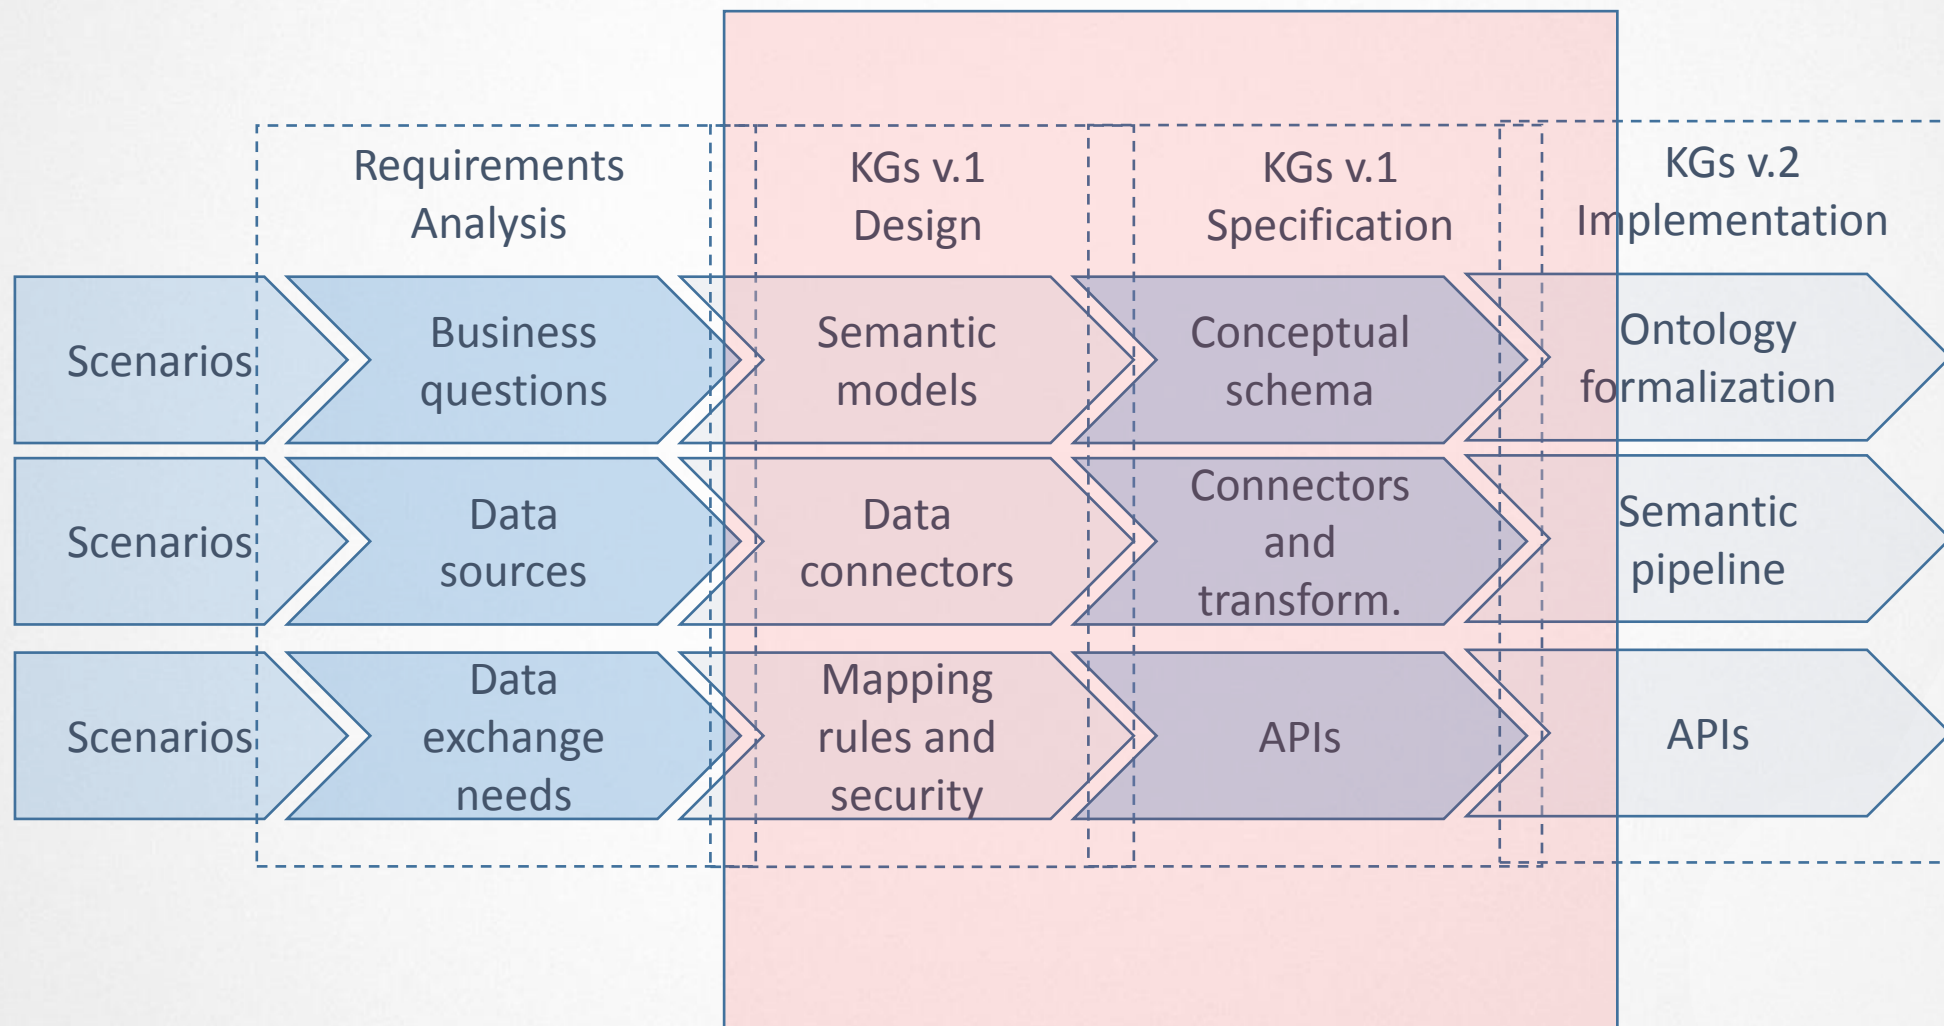 Requirements
Analysis
KGs v.1
Design
KGs v.1
Specification
KGs v.2
Implementation
Scenarios
Business
questions
Semantic
models
Conceptual
schema
Ontology
formalization
Scenarios
Data
sources
Data
connectors
Connectors
and
transform.
Semantic
pipeline
Scenarios
Data
exchange
needs
Mapping
rules and
security
APIs
APIs